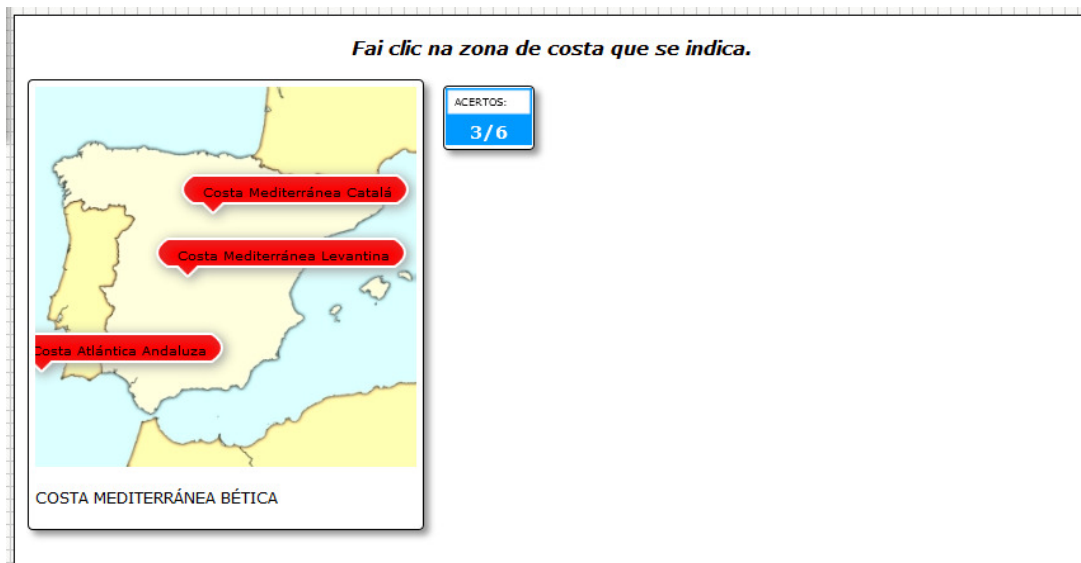 Fai clic na zona de costa que se indica.
ACERTOS:
3/6
Costa Mediterránea Catalá
Costa Mediterránea Levantina
Costa Atlántica Andaluza
COSTA MEDITERRÁNEA BÉTICA